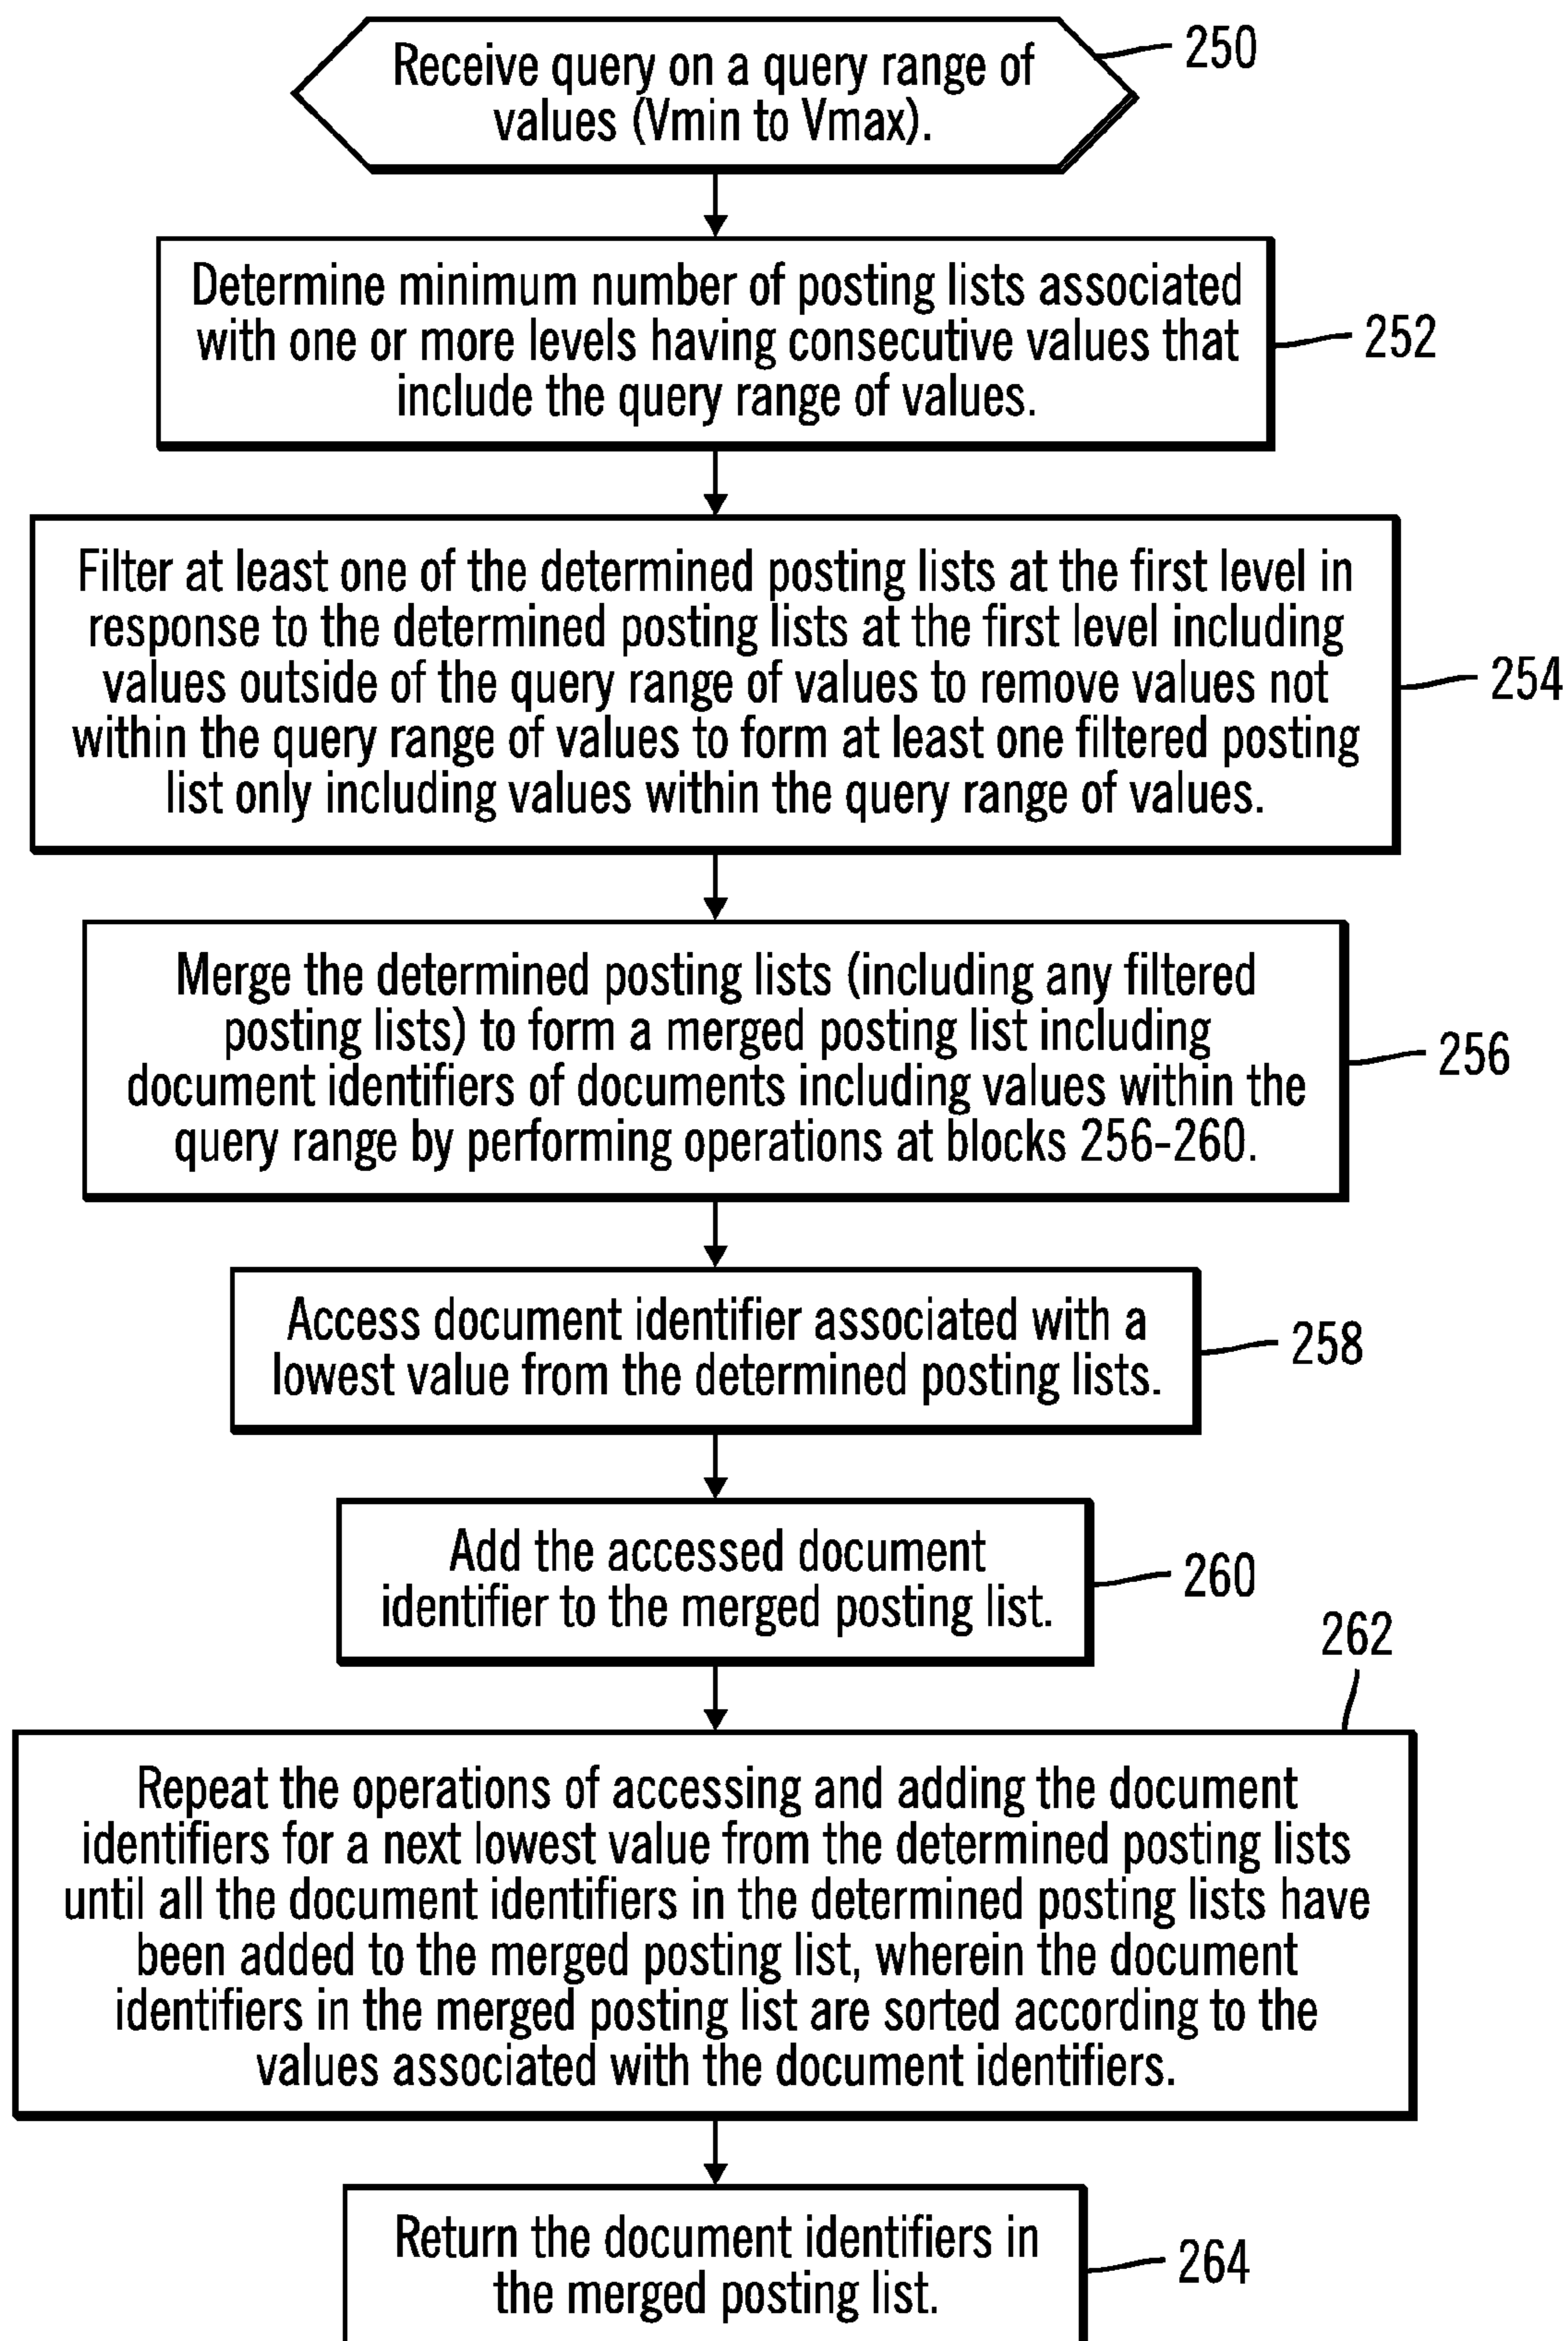 Receive query on a query range of
values (Vmin to Vmax).
250
Determine minimum number of posting lists associated
with one or more levels having consecutive values that
include the query range of values.
252
Filter at least one of the determined posting lists at the first level in
response to the determined posting lists at the first level including
values outside of the query range of values to remove values not
within the query range of values to form at least one filtered posting
list only including values within the query range of values.
254
Merge the determined posting lists (including any filtered
posting lists) to form a merged posting list including
document identifiers of documents including values within the
query range by performing operations at blocks 256-260.
256
Access document identifier associated with a
lowest value from the determined posting lists.
258
Add the accessed document
identifier to the merged posting list.
260
262
Repeat the operations of accessing and adding the document
identifiers for a next lowest value from the determined posting lists
until all the document identifiers in the determined posting lists have
been added to the merged posting list, wherein the document
identifiers in the merged posting list are sorted according to the
values associated with the document identifiers.
Return the document identifiers in
the merged posting list.
264